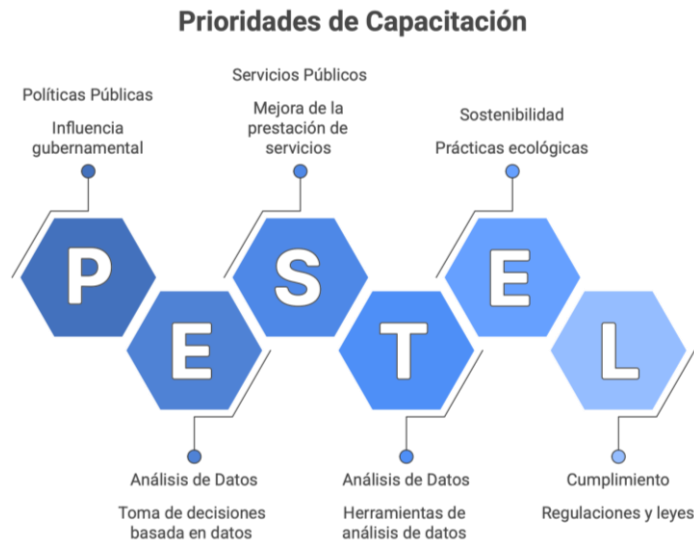 Prioridades de Capacitación
Servicios Públicos
Políticas Públicas
Mejora de la
prestación de
servicios
Sostenibilidad
Influencia
gubernamental
Prácticas ecológicas
P
E
S
T
E
L
Análisis de Datos
Toma de decisiones
basada en datos
Análisis de Datos
Herramientas de
análisis de datos
Cumplimiento
Regulaciones y leyes